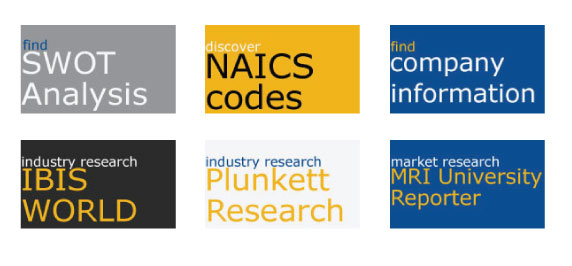 find
SWOT
Analysis
discover
NAICS
codes
find
company
information
industry research
IBIS
WORLD
industry research
Plunkett
Research
market research
MRI University
Reporter